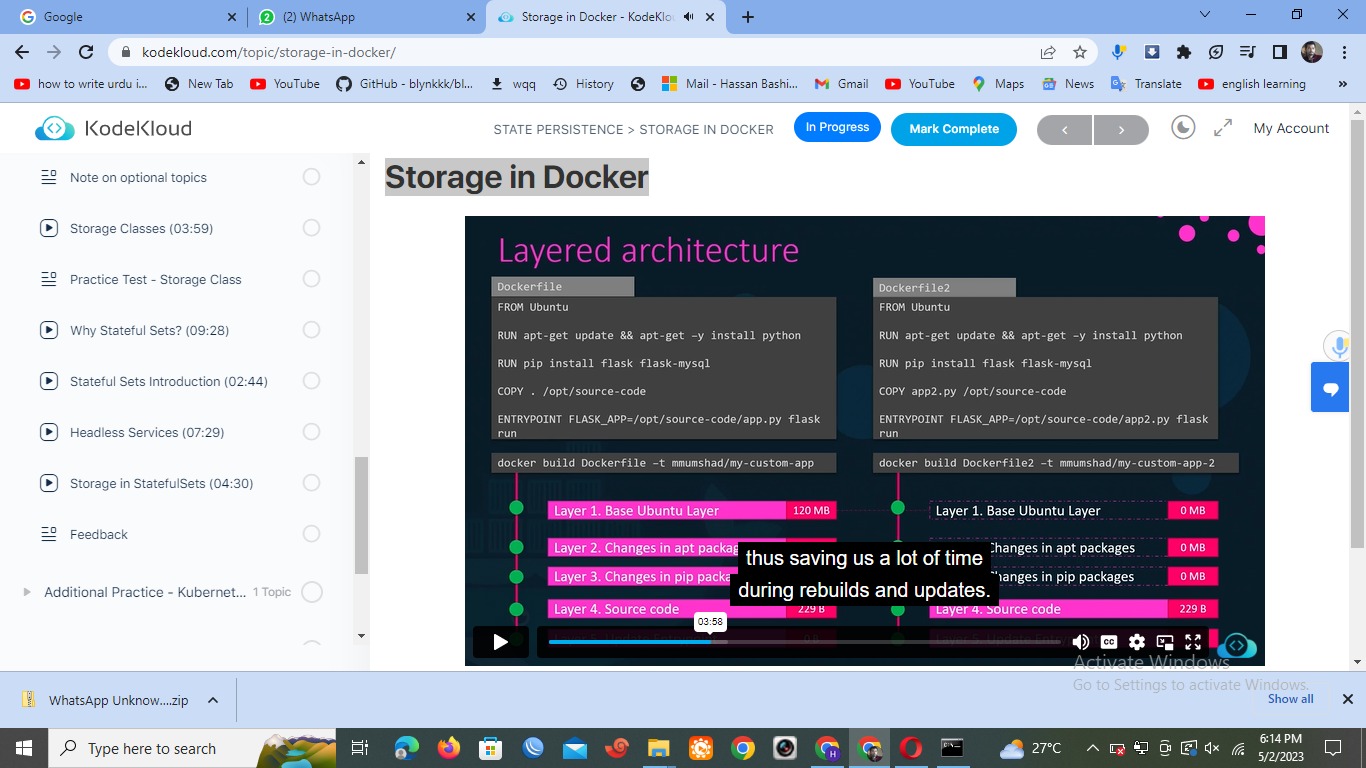 Google
(2) WhatsApp
Storage in Docker - KodeKlo
kodekloud.com/topic/storage-in-docker/
how to write urdu i...
New Tab
YouTube
GitHub - blynkkk/bl...
wqq
History
Mail - Hassan Bashi...
Gmail
YouTube
Maps
News
Translate
english learning
»
KodeKloud
STATE PERSISTENCE > STORAGE IN DOCKER
In Progress
Mark Complete
<
>
My Account
Note on optional topics
Storage Classes (03:59)
Practice Test - Storage Class
Why Stateful Sets? (09:28)
Stateful Sets Introduction (02:44)
Headless Services (07:29)
Storage in StatefulSets (04:30)
Feedback
Additional Practice - Kubernet... 1 Topic
Storage in Docker
Layered architecture
Dockerfile
FROM Ubuntu
RUN apt-get update && apt-get –y install python
RUN pip install flask flask-mysql
COPY . /opt/source-code
ENTRYPOINT FLASK_APP=/opt/source-code/app.py flask
run
docker build Dockerfile –t mmumshad/my-custom-app
Dockerfile2
FROM Ubuntu
RUN apt-get update && apt-get –y install python
RUN pip install flask flask-mysql
COPY app2.py /opt/source-code
ENTRYPOINT FLASK_APP=/opt/source-code/app2.py flask
run
docker build Dockerfile2 –t mmumshad/my-custom-app-2
Layer 1. Base Ubuntu Layer 120 MB
Layer 2. Changes in apt packag
Layer 3. Changes in pip packa
Layer 4. Source code 229 B
Layer 1. Base Ubuntu Layer 0 MB
hanges in apt packages 0 MB
hanges in pip packages 0 MB
Layer 4. Source code 229 B
thus saving us a lot of time
during rebuilds and updates.
03:58
CC
Activate Windows
Go to Settings to activate Windows.
WhatsApp Unknow....zip
Show all
Type here to search
27°C
6:14 PM
5/2/2023